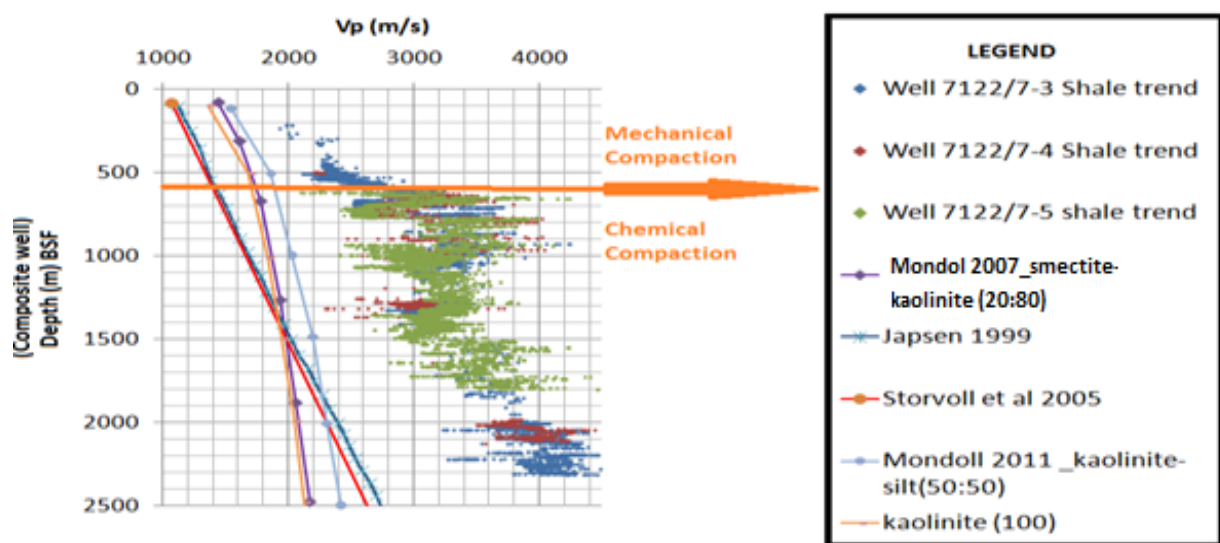 Vp (m/s)
1000 2000 3000 4000
0
500
1000
1500
2000
2500
(Composite well)
Depth (m) BSF
Mechanical
Compaction
Chemical
Compaction
LEGEND
Well 7122/7-3 Shale trend
Well 7122/7-4 Shale trend
Well 7122/7-5 shale trend
Mondol 2007_smectite-
kaolinite (20:80)
Japsen 1999
Storvoll et al 2005
Mondoll 2011 _kaolinite-
silt(50:50)
kaolinite (100)